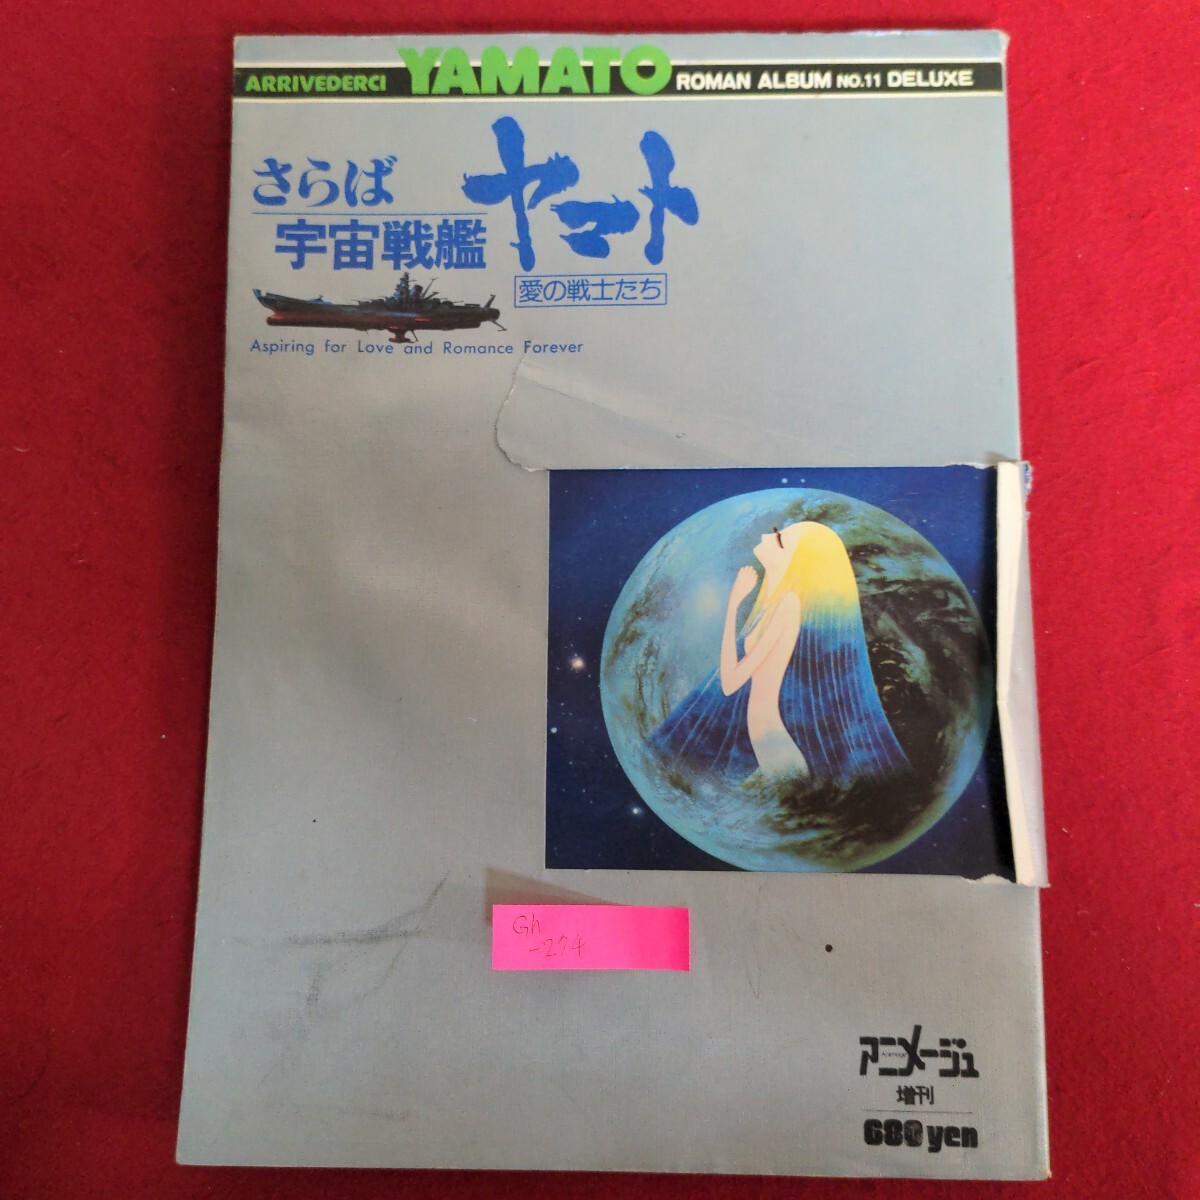 ARRIVEDERCI YAMATO ROMAN ALBUM NO.11 DELUXE
さらば
宇宙戦艦
ヤマト
愛の戦士たち
Aspiring for Love and Romance Forever
Gh
-274
アニメージュ
増刊
680yen